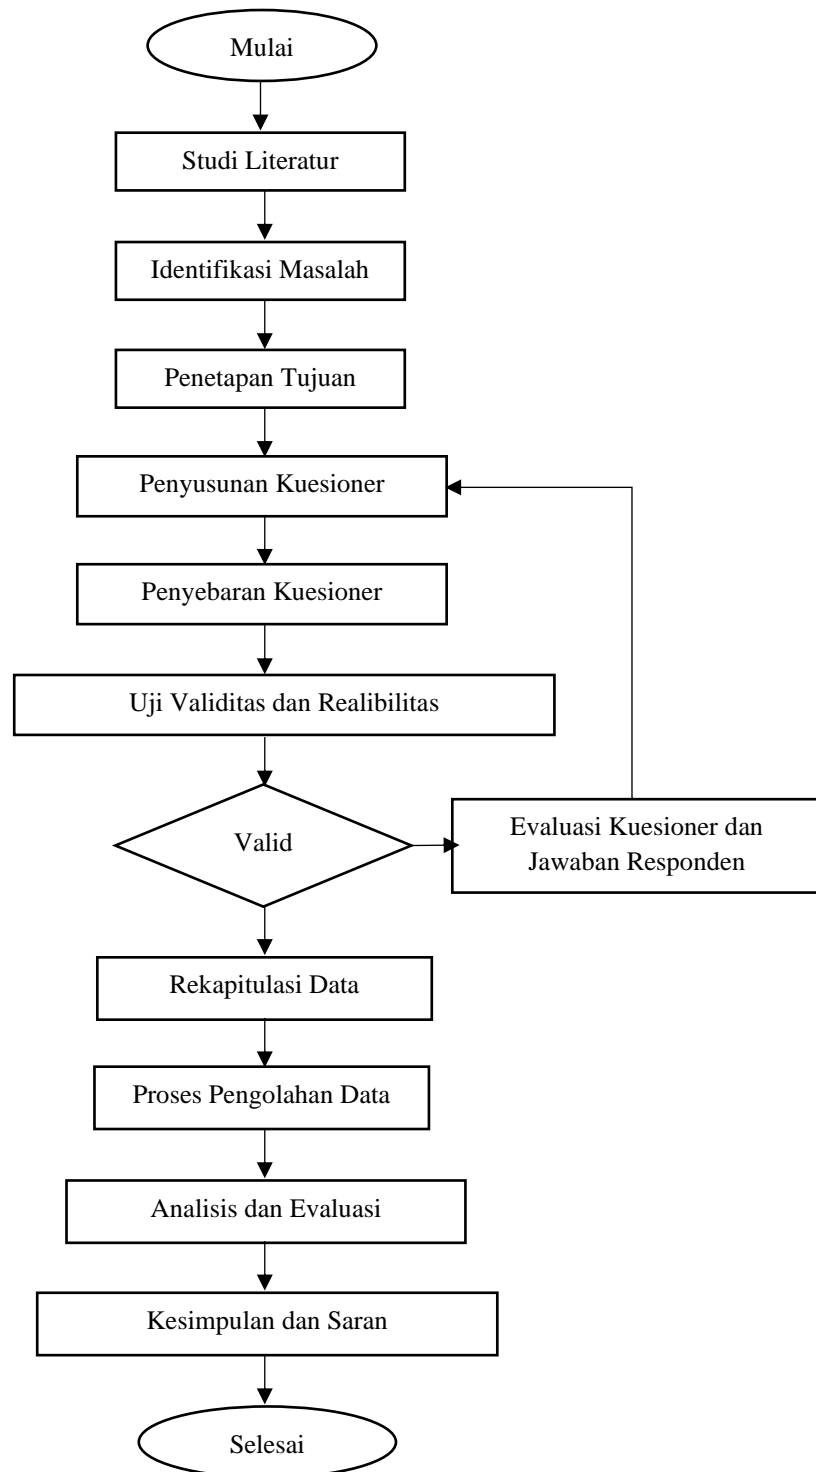 Mulai
Studi Literatur
Identifikasi Masalah
Penetapan Tujuan
Penyusunan Kuesioner
Penyebaran Kuesioner
Uji Validitas dan Realibilitas
Valid
Evaluasi Kuesioner dan
Jawaban Responden
Rekapitulasi Data
Proses Pengolahan Data
Analisis dan Evaluasi
Kesimpulan dan Saran
Selesai